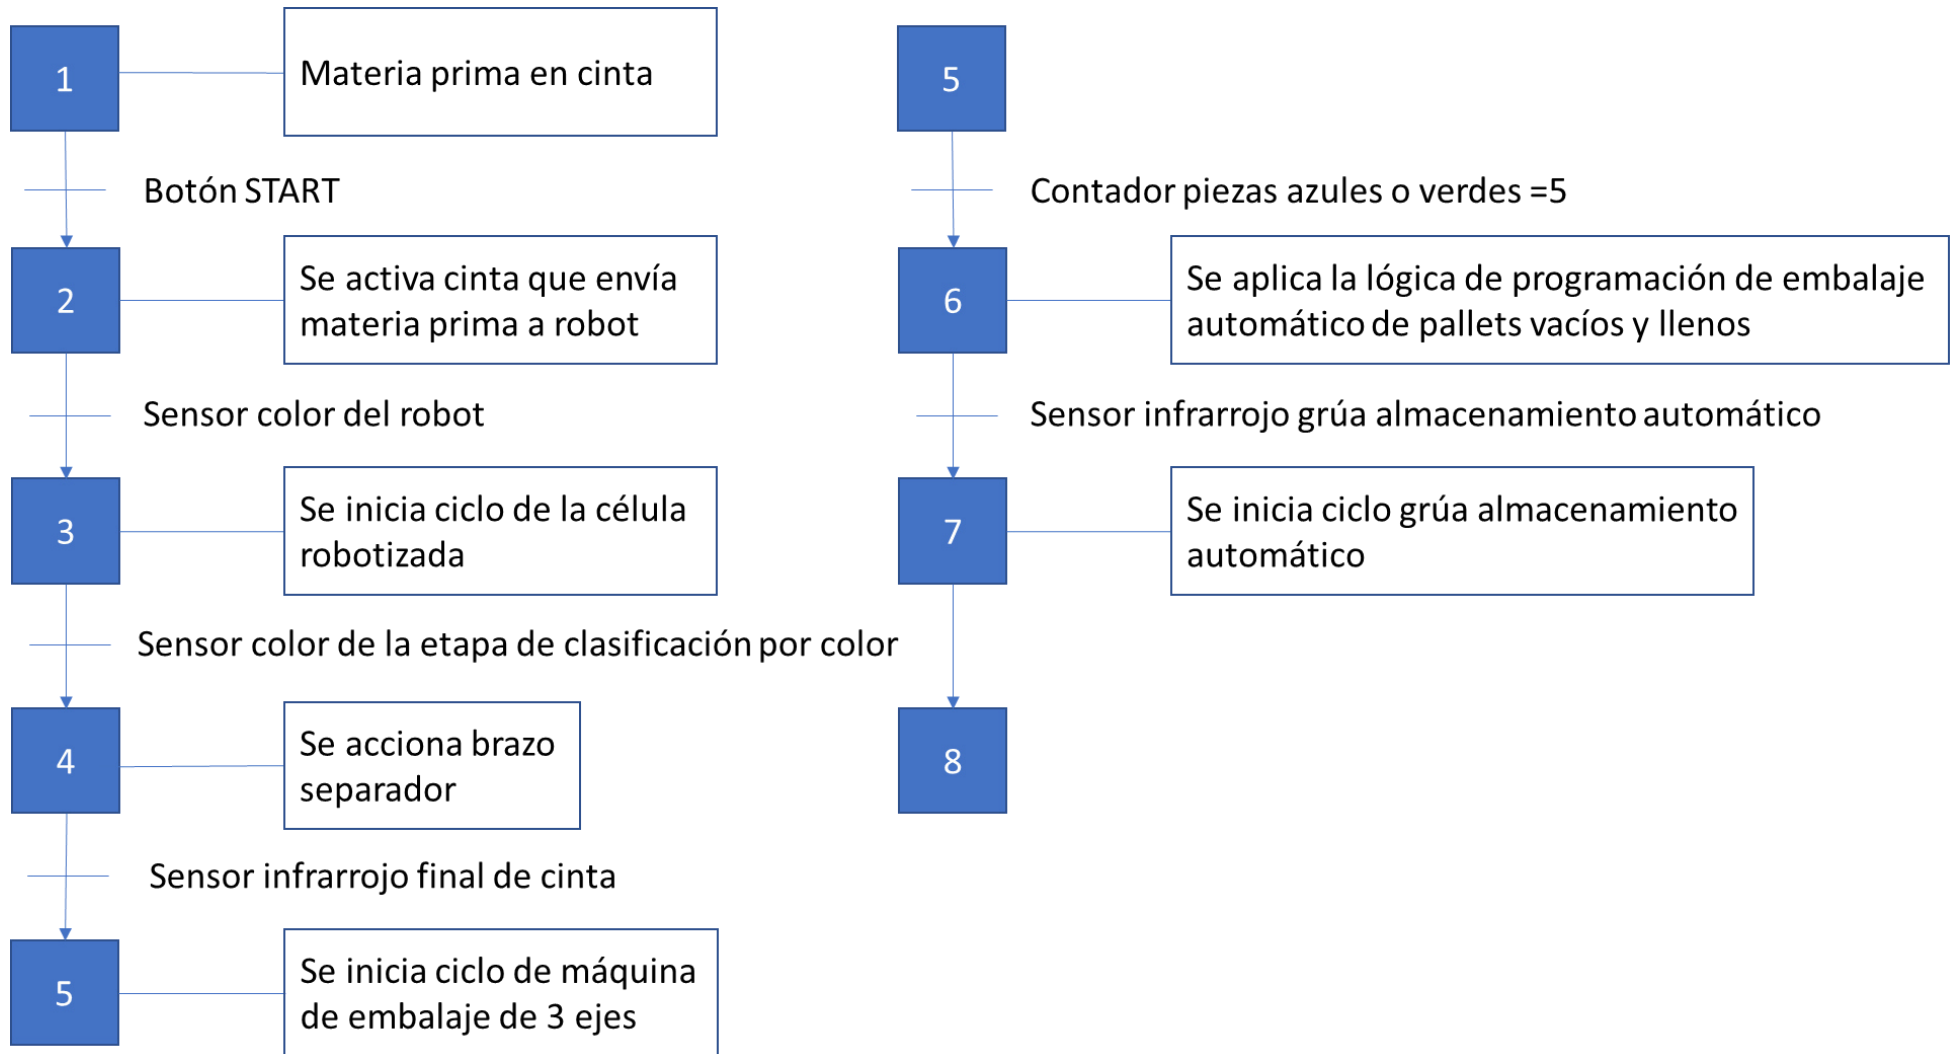 1
Materia prima en cinta
Botón START
2
Se activa cinta que envía
materia prima a robot
Sensor color del robot
3
Se inicia ciclo de la célula
robotizada
Sensor color de la etapa de clasificación por color
4
Se acciona brazo
separador
Sensor infrarrojo final de cinta
5
Se inicia ciclo de máquina
de embalaje de 3 ejes
5
Contador piezas azules o verdes =5
6
Se aplica la lógica de programación de embalaje
automático de pallets vacíos y llenos
Sensor infrarrojo grúa almacenamiento automático
7
Se inicia ciclo grúa almacenamiento
automático
8